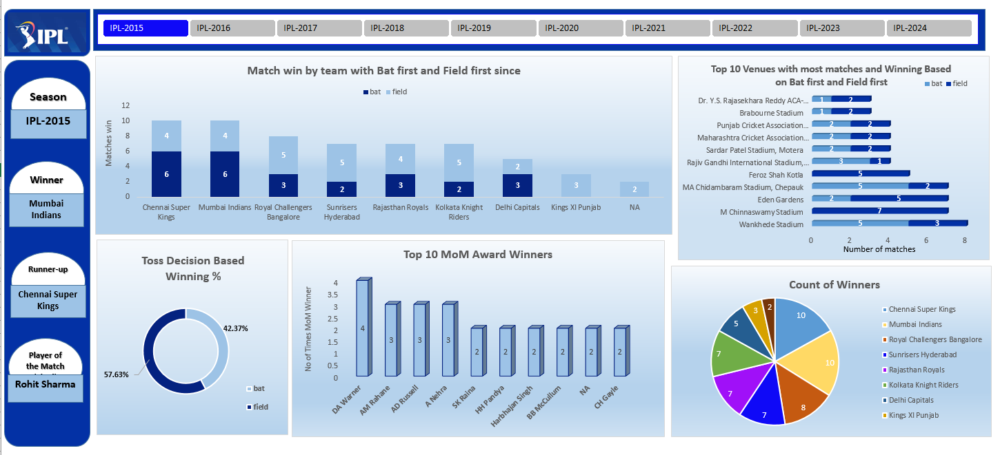 IPL
IPL-2015
IPL-2016
IPL-2017
IPL-2018
IPL-2019
IPL-2020
IPL-2021
IPL-2022
IPL-2023
IPL-2024
Season
IPL-2015
Winner
Mumbai
Indians
Runner-up
Chennai Super
Kings
Player of
the Match
Rohit Sharma
Match win by team with Bat first and Field first since
bat
field
Matches win
12
10
8
6
4
2
0
4
4
5
5
4
5
2
3
2
6
6
3
2
3
2
3
Chennai Super
Kings
Mumbai Indians
Royal Challengers
Bangalore
Sunrisers
Hyderabad
Rajasthan Royals
Kolkata Knight
Riders
Delhi Capitals
Kings XI Punjab
NA
Top 10 Venues with most matches and Winning Based
on Bat first and Field first
bat
field
Dr. Y.S. Rajasekhara Reddy ACA-... 1 2
Brabourne Stadium 1 2
Punjab Cricket Association... 2 2
Maharashtra Cricket Association... 2 2
Sardar Patel Stadium, Motera 2 2
Rajiv Gandhi International Stadium,... 3 1
Feroz Shah Kotla 5
MA Chidambaram Stadium, Chepauk 5 2
Eden Gardens 2 5
M Chinnaswamy Stadium 7
Wankhede Stadium 5 3
0 2 4 6 8
Number of matches
Toss Decision Based
Winning %
42.37%
57.63%
bat
field
Top 10 MoM Award Winners
No of Times MoM Winner
4
3.5
3
2.5
2
1.5
1
0.5
0
4
3
3
3
2
2
2
2
2
2
DA Warner
AM Rahane
AD Russell
A Nehra
SK Raina
HH Pandya
Harbhajan Singh
BB McCullum
NA
CH Gayle
Count of Winners
10
10
8
7
7
7
5
3
2
Chennai Super Kings
Mumbai Indians
Royal Challengers Bangalore
Sunrisers Hyderabad
Rajasthan Royals
Kolkata Knight Riders
Delhi Capitals
Kings XI Punjab